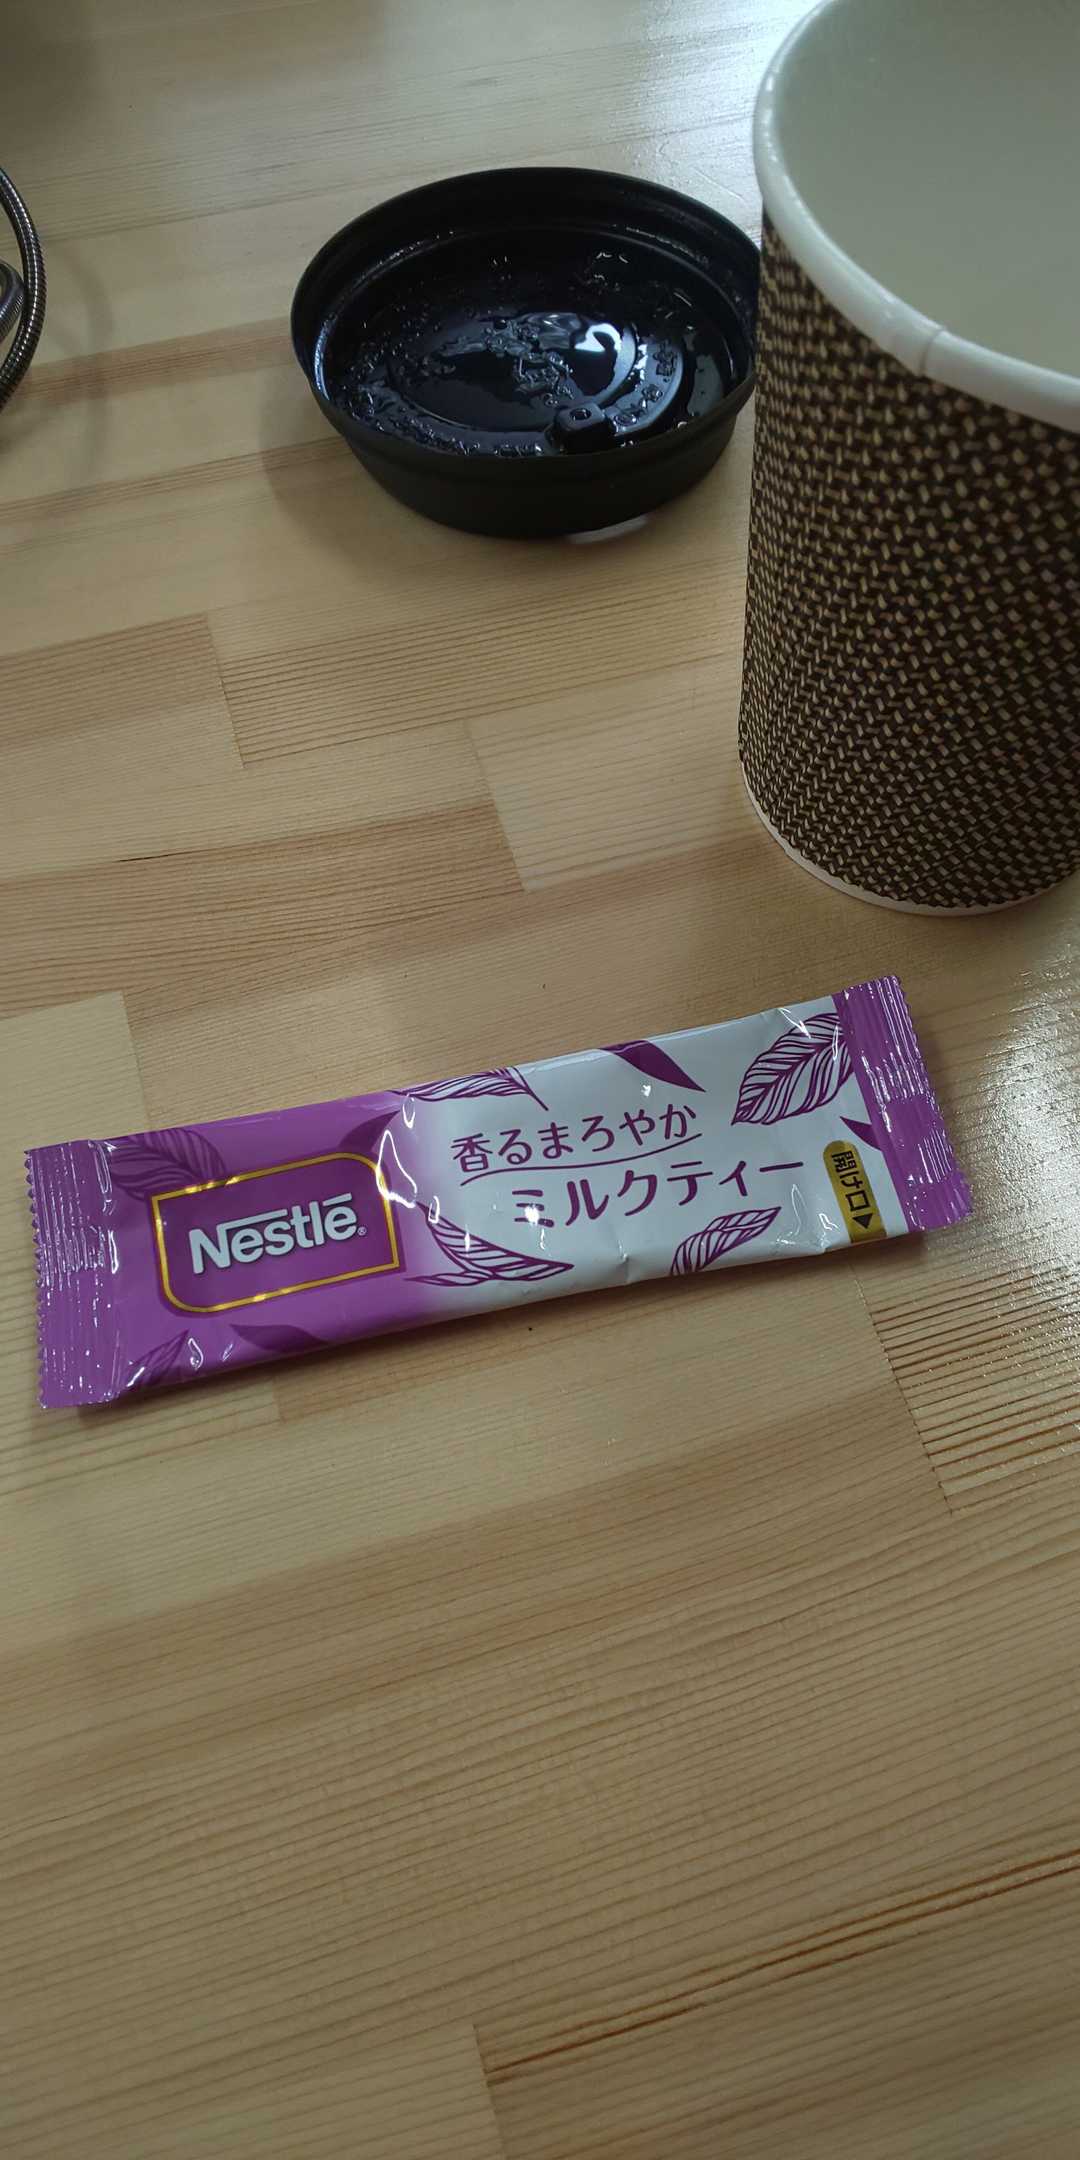 Nestlé®
香るまろやか
ミルクティー
開け口▶